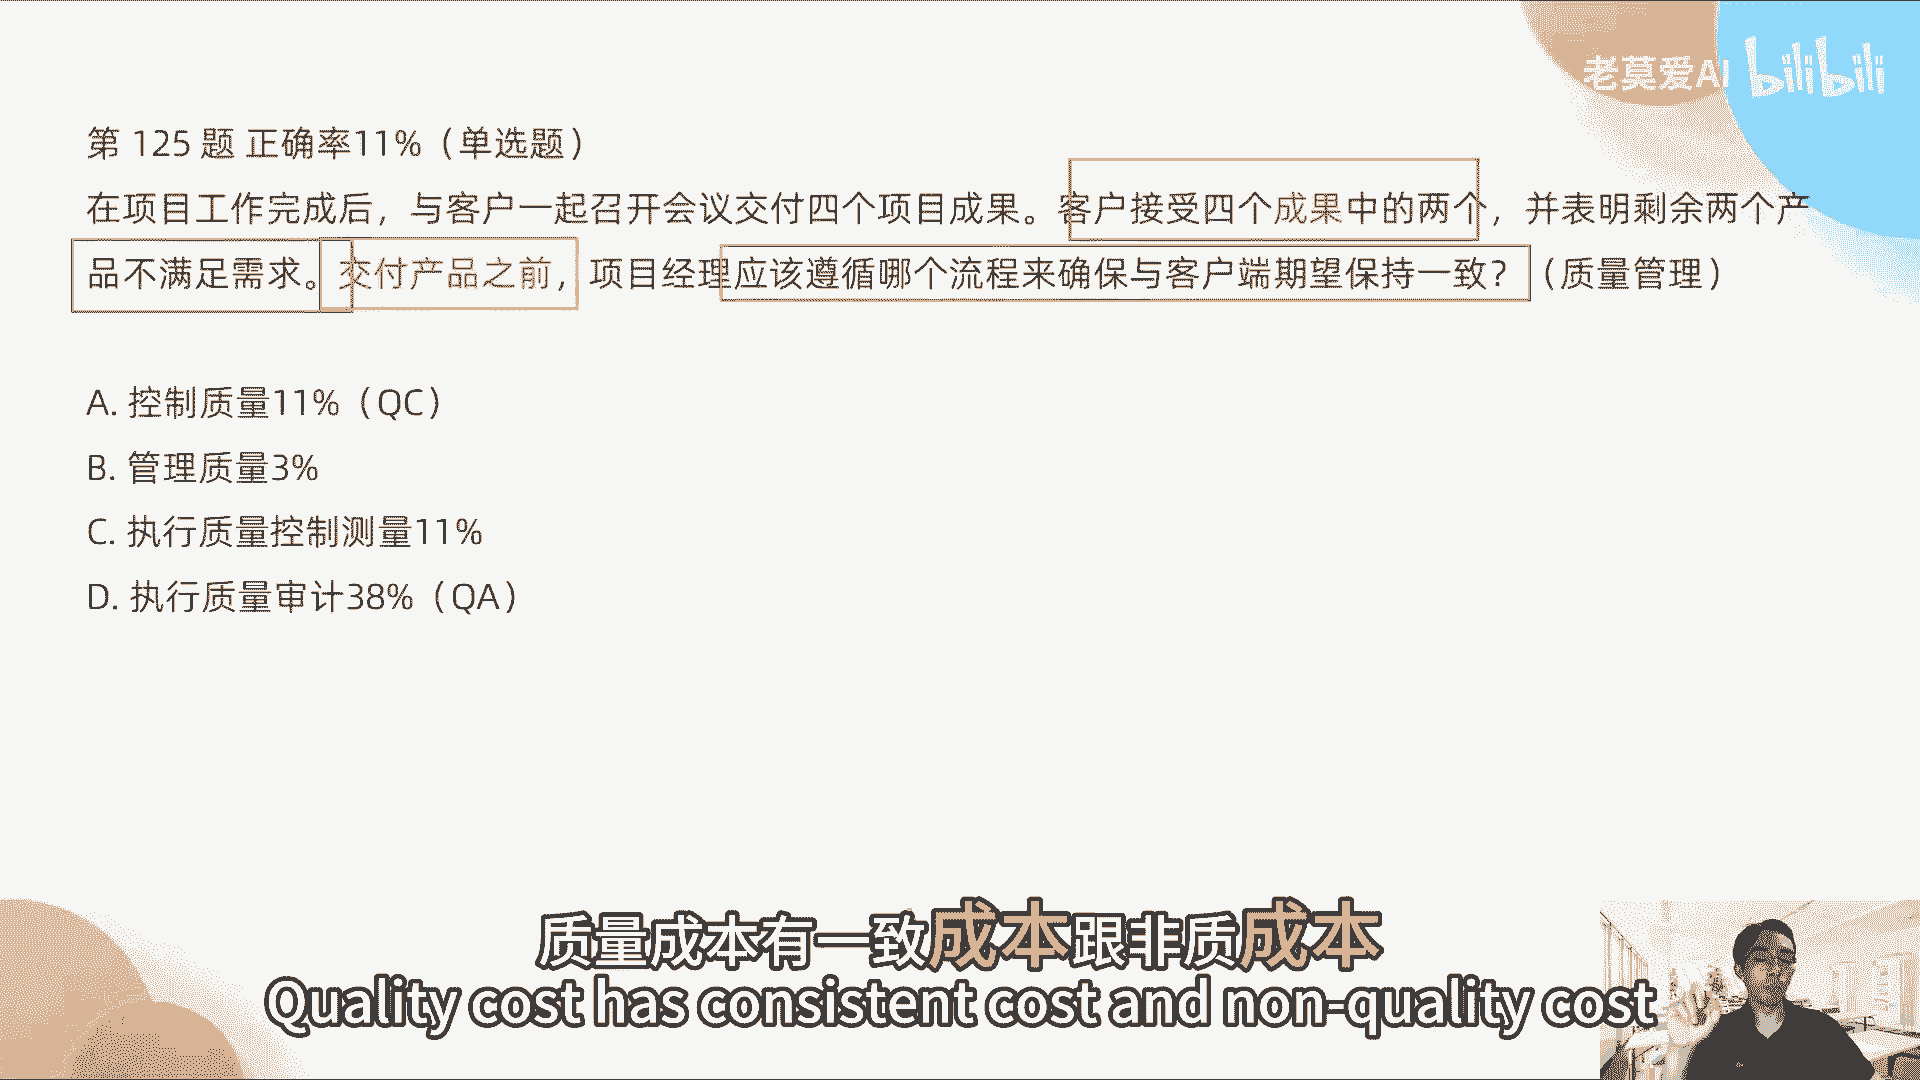 老莫爱AI bilibili
第 125 题 正确率11%（单选题）
在项目工作完成后，与客户一起召开会议交付四个项目成果。客户接受四个成果中的两个，并表明剩余两个产
品不满足需求。交付产品之前，项目经理应该遵循哪个流程来确保与客户端期望保持一致？（质量管理）
A. 控制质量11%（QC）
B. 管理质量3%
C. 执行质量控制测量11%
D. 执行质量审计38%（QA）
质量成本有一致成本跟非质成本
Quality cost has consistent cost and non-quality cost